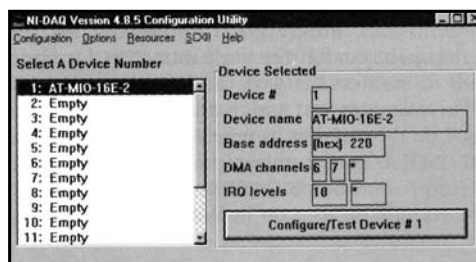 NI-DAQ Version 4.8.5 Configuration Utility
Configuration Options Resources SCXI Help
Select A Device Number
1: AT-MIO-16E-2
2: Empty
3: Empty
4: Empty
5: Empty
6: Empty
7: Empty
8: Empty
9: Empty
10: Empty
11: Empty
Device Selected
Device # 1
Device name AT-MIO-16E-2
Base address (hex) 220
DMA channels 6 7 *
IRQ levels 10 *
Configure/Test Device # 1